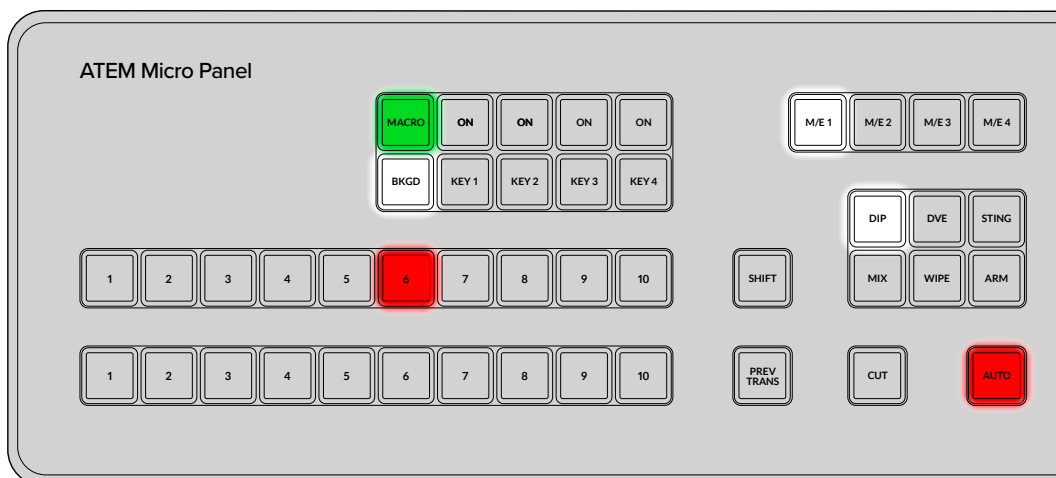 ATEM Micro Panel
MACRO ON ON ON ON
M/E 1 M/E 2 M/E 3 M/E 4
BKGD KEY 1 KEY 2 KEY 3 KEY 4
DIP DVE STING
1 2 3 4 5 6 7 8 9 10
SHIFT
MIX WIPE ARM
1 2 3 4 5 6 7 8 9 10
PREV
TRANS
CUT
AUTO